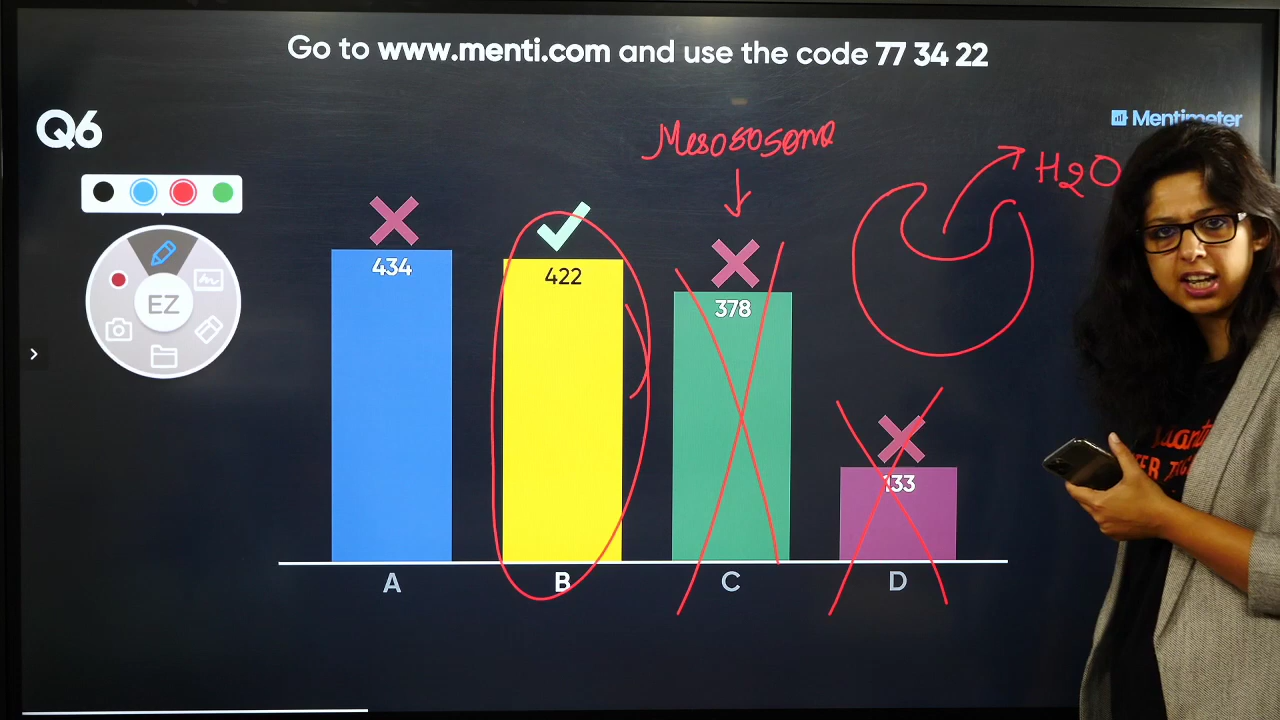 Go to www.menti.com and use the code 77 34 22
Q6
Mentimeter
Mesososome
H2O
EZ
434
422
378
133
A
B
C
D